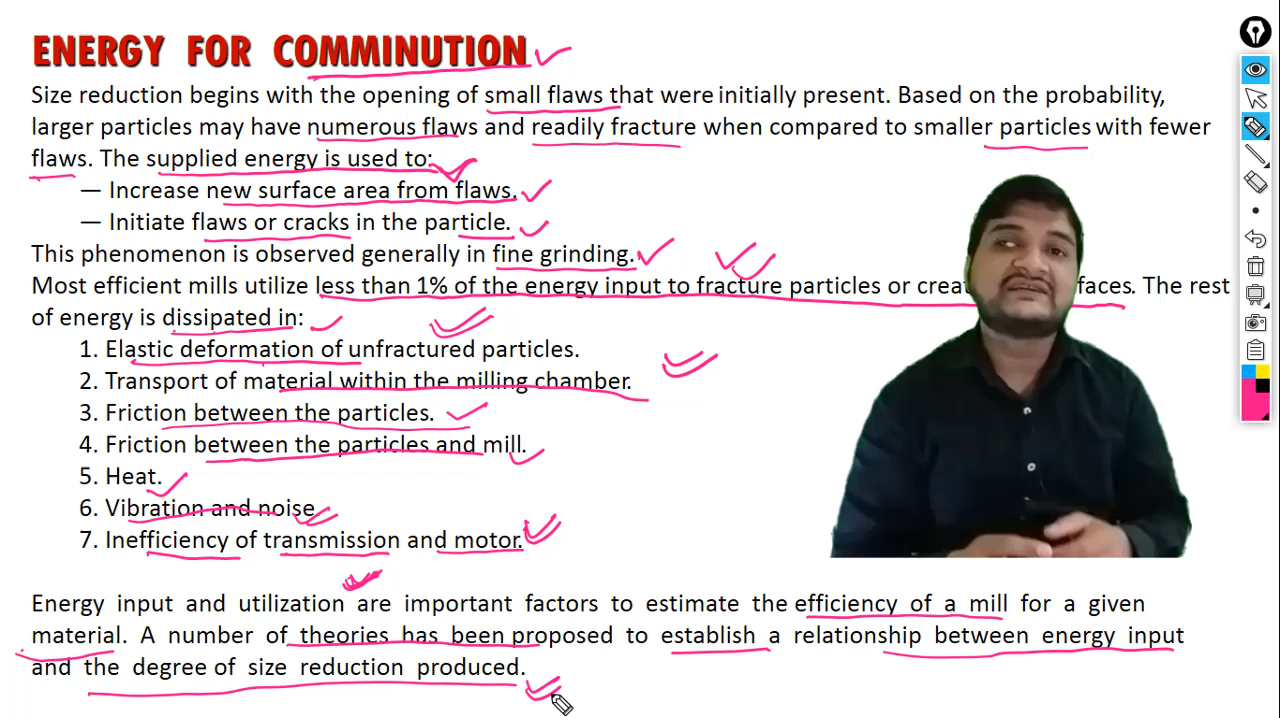 ENERGY FOR COMMINUTION
Size reduction begins with the opening of small flaws that were initially present. Based on the probability,
larger particles may have numerous flaws and readily fracture when compared to smaller particles with fewer
flaws. The supplied energy is used to:
— Increase new surface area from flaws.
— Initiate flaws or cracks in the particle.
This phenomenon is observed generally in fine grinding.
Most efficient mills utilize less than 1% of the energy input to fracture particles or creat faces. The rest
of energy is dissipated in:
1. Elastic deformation of unfractured particles.
2. Transport of material within the milling chamber.
3. Friction between the particles.
4. Friction between the particles and mill.
5. Heat.
6. Vibration and noise
7. Inefficiency of transmission and motor.
Energy input and utilization are important factors to estimate the efficiency of a mill for a given
material. A number of theories has been proposed to establish a relationship between energy input
and the degree of size reduction produced.